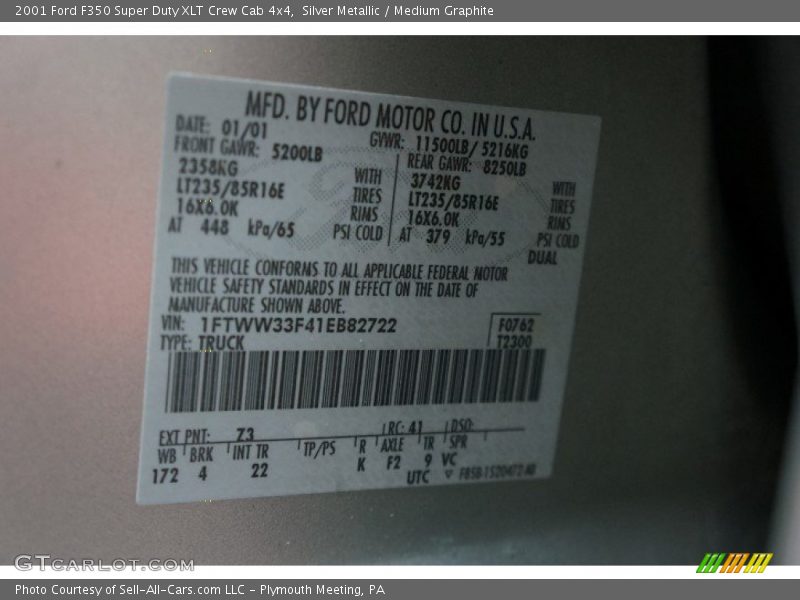 2001 Ford F350 Super Duty XLT Crew Cab 4x4, Silver Metallic / Medium Graphite
MFD. BY FORD MOTOR CO. IN U.S.A.
DATE: 01/01 GVWR: 11500LB/ 5216KG
FRONT GAWR: 5200LB REAR GAWR: 8250LB
2358KG WITH 3742KG WITH
LT235/85R16E TIRES LT235/85R16E TIRES
16X6.0K RIMS 16X6.0K RIMS
AT 448 kPa/65 PSI COLD AT 379 kPa/55 PSI COLD
DUAL
THIS VEHICLE CONFORMS TO ALL APPLICABLE FEDERAL MOTOR
VEHICLE SAFETY STANDARDS IN EFFECT ON THE DATE OF
MANUFACTURE SHOWN ABOVE.
VIN: 1FTWW33F41EB82722 F0762
TYPE: TRUCK T2300
EXT PNT: Z3 RC: 41 DSO:
WB BRK INT TR TP/PS R AXLE TR SPR
172 4 22 K F2 9 VC
UTC
GTCARLOT.COM
Photo Courtesy of Sell-All-Cars.com LLC - Plymouth Meeting, PA